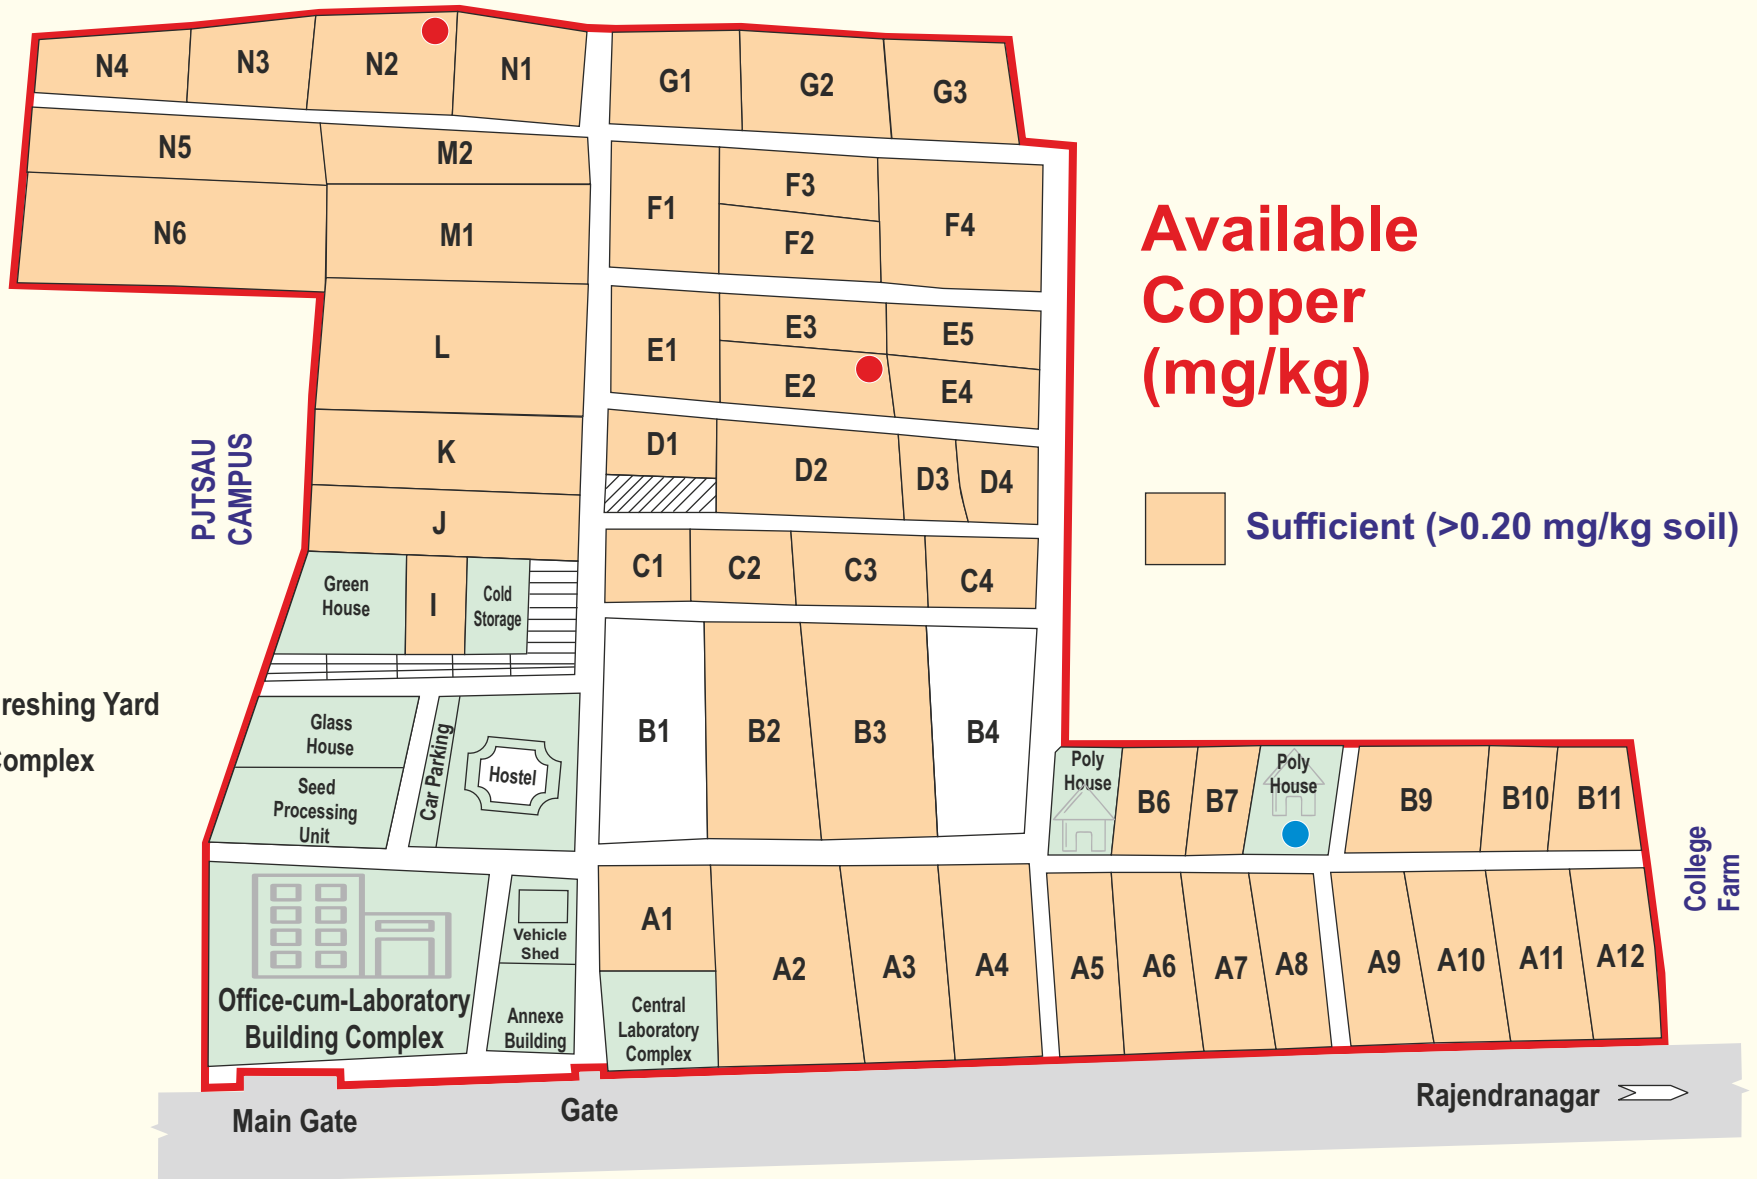 N4
N3
N2
N1
G1
G2
G3
N5
M2
N6
M1
F1
F3
F2
F4
Available
Copper
(mg/kg)
L
E1
E3
E5
E2
E4
PJTSAU
CAMPUS
K
D1
D2
D3
D4
J
Sufficient (>0.20 mg/kg soil)
Green
House
I
Cold
Storage
C1
C2
C3
C4
reshing Yard
omplex
Glass
House
Seed
Processing
Unit
Car Parking
Hostel
B1
B2
B3
B4
Poly
House
B6
B7
Poly
House
B9
B10
B11
College
Farm
Office-cum-Laboratory
Building Complex
Vehicle
Shed
Annexe
Building
A1
Central
Laboratory
Complex
A2
A3
A4
A5
A6
A7
A8
A9
A10
A11
A12
Main Gate
Gate
Rajendranagar